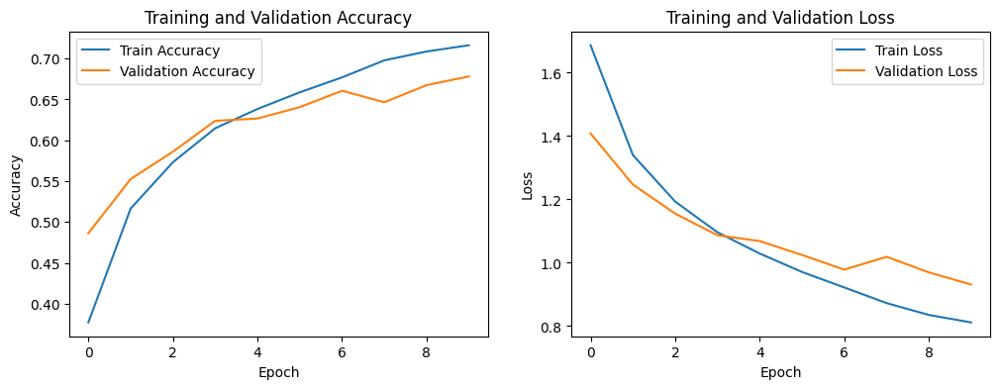 Training and Validation Accuracy
Train Accuracy
Validation Accuracy
0.70
0.65
0.60
0.55
0.50
0.45
0.40
Accuracy
0
2
4
6
8
Epoch
Training and Validation Loss
Train Loss
Validation Loss
1.6
1.4
1.2
1.0
0.8
Loss
0
2
4
6
8
Epoch